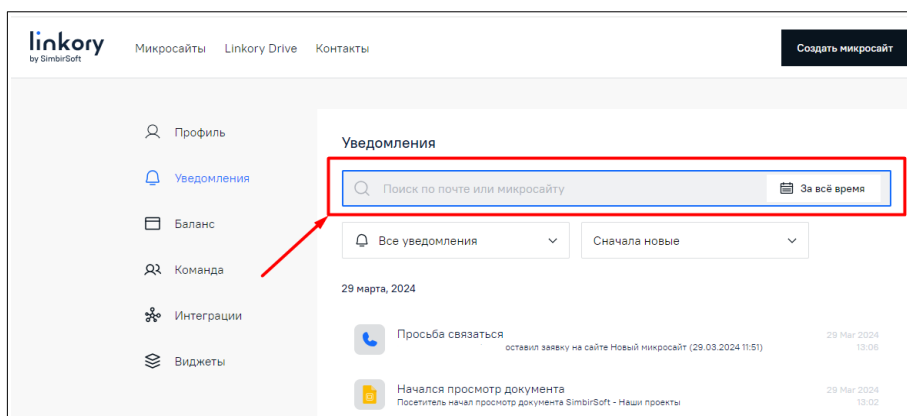 linkory
by SimbirSoft
Микросайты Linkory Drive Контакты
Создать микросайт
Профиль
Уведомления
Баланс
Команда
Интеграции
Виджеты
Уведомления
Поиск по почте или микросайту
За всё время
Все уведомления
Сначала новые
29 марта, 2024
Просьба связаться
оставил заявку на сайте Новый микросайт (29.03.2024 11:51)
29 Mar 2024
13:06
Начался просмотр документа
Посетитель начал просмотр документа SimbirSoft - Наши проекты
29 Mar 2024
13:02